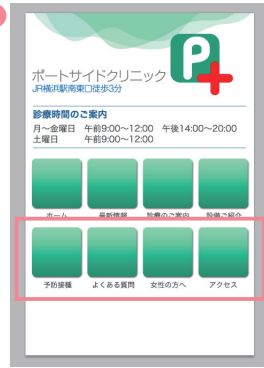 P
ポートサイドクリニック
JR横浜駅南東口徒歩3分
診療時間のご案内
月〜金曜日 午前9:00〜12:00 午後14:00〜20:00
土曜日 午前9:00〜12:00
ホーム 最新情報 診療のご案内 設備ご紹介
予防接種 よくある質問 女性の方へ アクセス